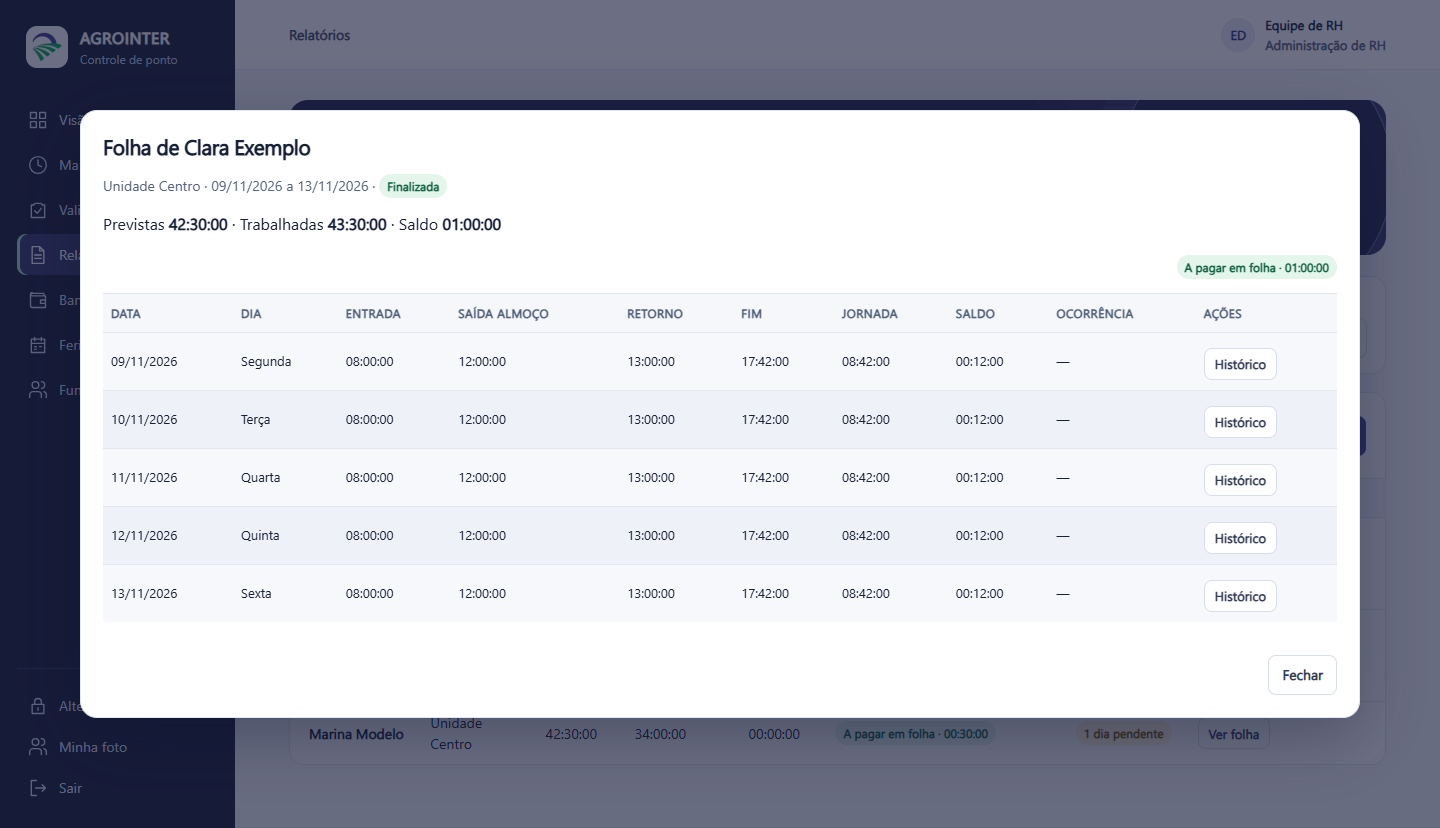 AGROINTER
Controle de ponto
Relatórios
ED
Equipe de RH
Administração de RH
Folha de Clara Exemplo
Unidade Centro · 09/11/2026 a 13/11/2026 · Finalizada
Previstas 42:30:00 · Trabalhadas 43:30:00 · Saldo 01:00:00
A pagar em folha · 01:00:00
DATA DIA ENTRADA SAÍDA ALMOÇO RETORNO FIM JORNADA SALDO OCORRÊNCIA AÇÕES
09/11/2026 Segunda 08:00:00 12:00:00 13:00:00 17:42:00 08:42:00 00:12:00 — Histórico
10/11/2026 Terça 08:00:00 12:00:00 13:00:00 17:42:00 08:42:00 00:12:00 — Histórico
11/11/2026 Quarta 08:00:00 12:00:00 13:00:00 17:42:00 08:42:00 00:12:00 — Histórico
12/11/2026 Quinta 08:00:00 12:00:00 13:00:00 17:42:00 08:42:00 00:12:00 — Histórico
13/11/2026 Sexta 08:00:00 12:00:00 13:00:00 17:42:00 08:42:00 00:12:00 — Histórico
Fechar
Marina Modelo Unidade Centro 42:30:00 34:00:00 00:00:00 A pagar em folha · 00:30:00 1 dia pendente Ver folha
Minha foto
Sair